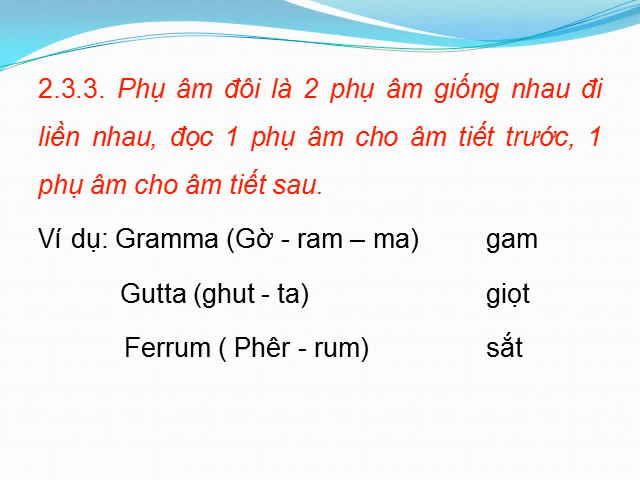 2.3.3. Phụ âm đôi là 2 phụ âm giống nhau đi
liền nhau, đọc 1 phụ âm cho âm tiết trước, 1
phụ âm cho âm tiết sau.
Ví dụ: Gramma (Gờ - ram – ma) gam
Gutta (ghut - ta) giọt
Ferrum ( Phêr - rum) sắt